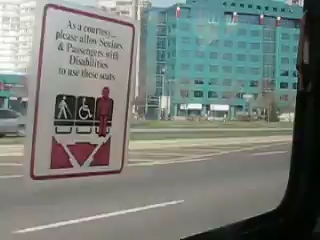 As a courtesy,
please allow Seniors
& Passengers with
Disabilities
to use these seats